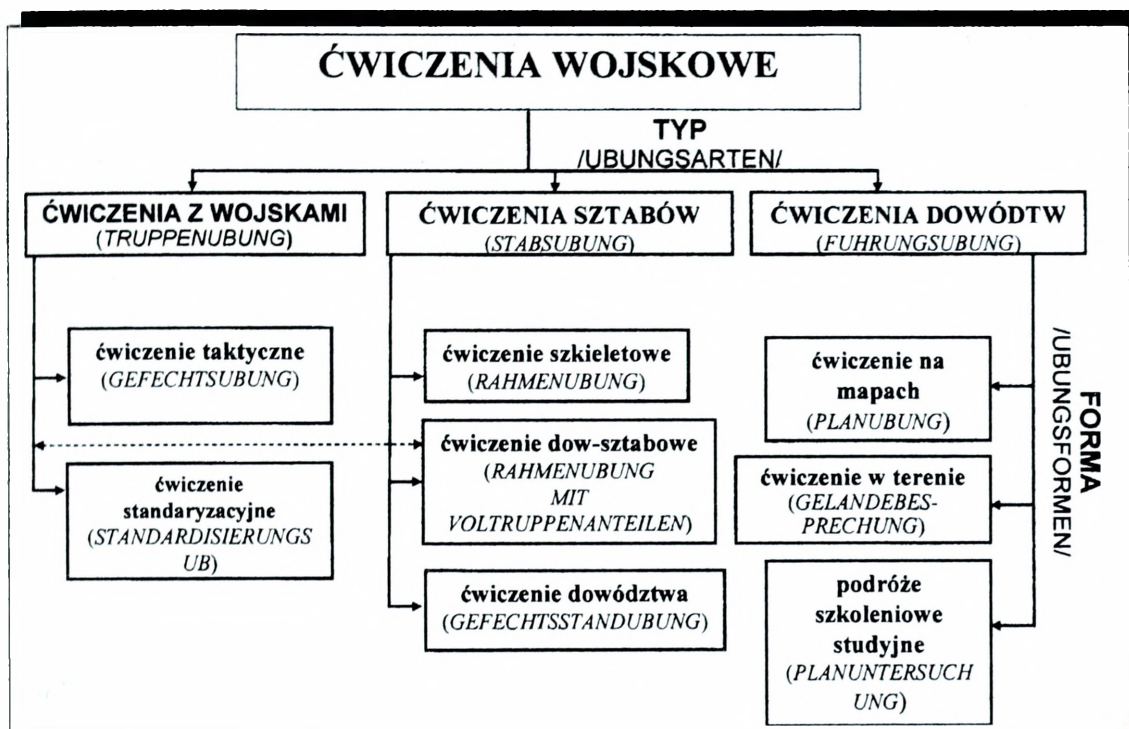 ĆWICZENIA WOJSKOWE
TYP
/UBUNGSARTEN/
ĆWICZENIA Z WOJSKAMI
(TRUPPENUBUNG)
ĆWICZENIA SZTABÓW
(STABSUBUNG)
ĆWICZENIA DOWÓDTW
(FUHRUNGSUBUNG)
ćwiczenie taktyczne
(GEFECHTSUBUNG)
ćwiczenie
standaryzacyjne
(STANDARDISIERUNGS
UB)
ćwiczenie szkieletowe
(RAHMENUBUNG)
ćwiczenie dow-sztabowe
(RAHMENUBUNG
MIT
VOLTRUPPENANTEILEN)
ćwiczenie dowództwa
(GEFECHTSSTANDUBUNG)
ćwiczenie na
mapach
(PLANUBUNG)
ćwiczenie w terenie
(GELANDEBES-
PRECHUNG)
podróże
szkoleniowe
studyjne
(PLANUNTERSUCH
UNG)
FORMA
/UBUNGSFORMEN/